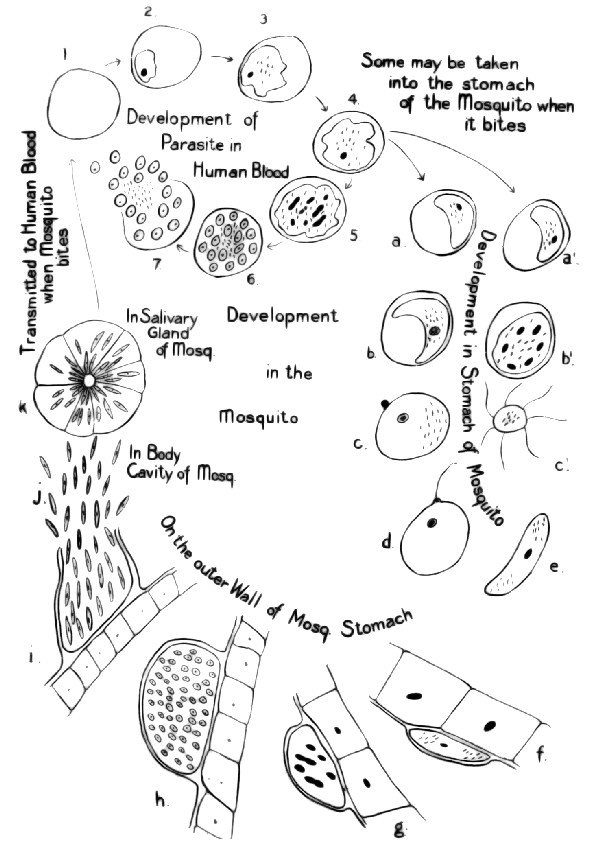 1
2.
3
Some may be taken
into the stomach
of the Mosquito when
it bites
4.
Development of
Parasite in
Human Blood
Transmitted to Human Blood
when Mosquito
bites
5.
6.
7.
a.
a'.
Development in Stomach of Mosquito
In Salivary
Gland
of Mosq.
Development
in the
Mosquito
b.
b'.
k
c.
c'.
In Body
Cavity of Mosq.
j.
d.
e.
On the outer Wall of Mosq. Stomach
i.
h.
g.
f.